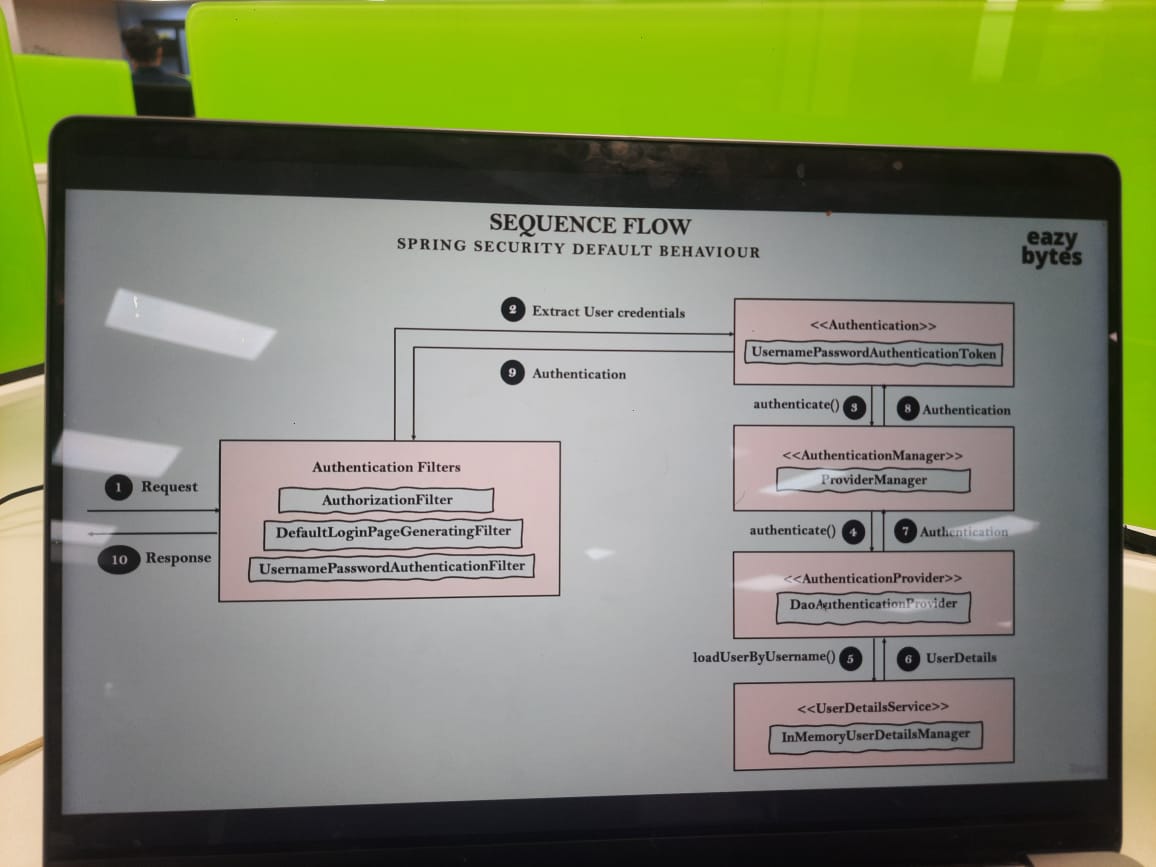 SEQUENCE FLOW
SPRING SECURITY DEFAULT BEHAVIOUR
eazy
bytes
2 Extract User credentials
9 Authentication
<<Authentication>>
UsernamePasswordAuthenticationToken
authenticate() 3
8 Authentication
<<AuthenticationManager>>
ProviderManager
authenticate() 4
7 Authentication
<<AuthenticationProvider>>
DaoAuthenticationProvider
loadUserByUsername() 5
6 UserDetails
<<UserDetailsService>>
InMemoryUserDetailsManager
1 Request
10 Response
Authentication Filters
AuthorizationFilter
DefaultLoginPageGeneratingFilter
UsernamePasswordAuthenticationFilter